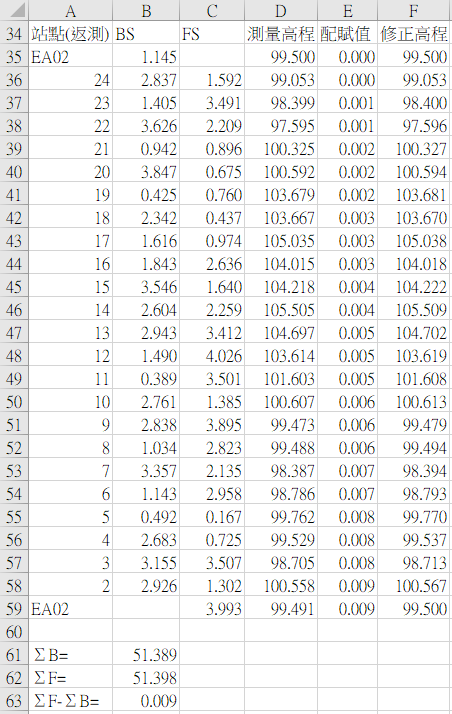 A B C D E F
34 站點(返測) BS FS 測量高程 配賦值 修正高程
35 EA02 1.145 99.500 0.000 99.500
36 24 2.837 1.592 99.053 0.000 99.053
37 23 1.405 3.491 98.399 0.001 98.400
38 22 3.626 2.209 97.595 0.001 97.596
39 21 0.942 0.896 100.325 0.002 100.327
40 20 3.847 0.675 100.592 0.002 100.594
41 19 0.425 0.760 103.679 0.002 103.681
42 18 2.342 0.437 103.667 0.003 103.670
43 17 1.616 0.974 105.035 0.003 105.038
44 16 1.843 2.636 104.015 0.003 104.018
45 15 3.546 1.640 104.218 0.004 104.222
46 14 2.604 2.259 105.505 0.004 105.509
47 13 2.943 3.412 104.697 0.005 104.702
48 12 1.490 4.026 103.614 0.005 103.619
49 11 0.389 3.501 101.603 0.005 101.608
50 10 2.761 1.385 100.607 0.006 100.613
51 9 2.838 3.895 99.473 0.006 99.479
52 8 1.034 2.823 99.488 0.006 99.494
53 7 3.357 2.135 98.387 0.007 98.394
54 6 1.143 2.958 98.786 0.007 98.793
55 5 0.492 0.167 99.762 0.008 99.770
56 4 2.683 0.725 99.529 0.008 99.537
57 3 3.155 3.507 98.705 0.008 98.713
58 2 2.926 1.302 100.558 0.009 100.567
59 EA02 3.993 99.491 0.009 99.500
60
61 ΣB= 51.389
62 ΣF= 51.398
63 ΣF-ΣB= 0.009